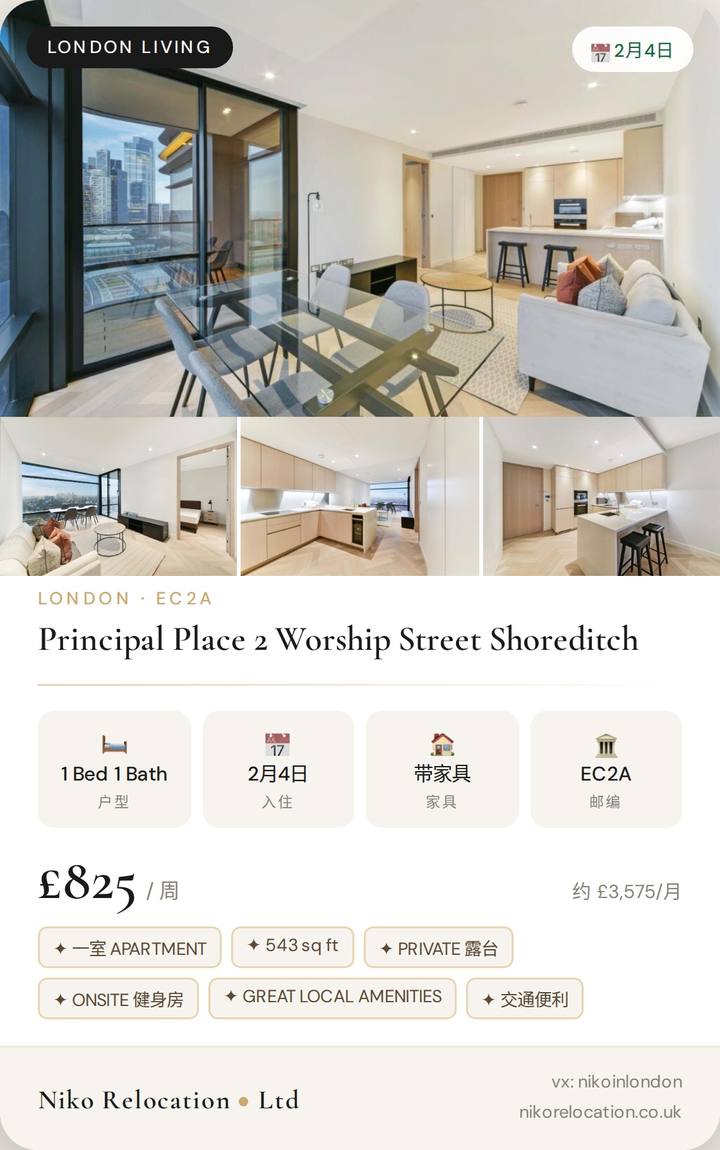 LONDON LIVING
17 2月4日
LONDON · EC2A
Principal Place 2 Worship Street Shoreditch
1 Bed 1 Bath
户型
17
2月4日
入住
带家具
家具
EC2A
邮编
£825 / 周
约 £3,575/月
✦ 一室 APARTMENT
✦ 543 sq ft
✦ PRIVATE 露台
✦ ONSITE 健身房
✦ GREAT LOCAL AMENITIES
✦ 交通便利
Niko Relocation ● Ltd
vx: nikoinlondon
nikorelocation.co.uk